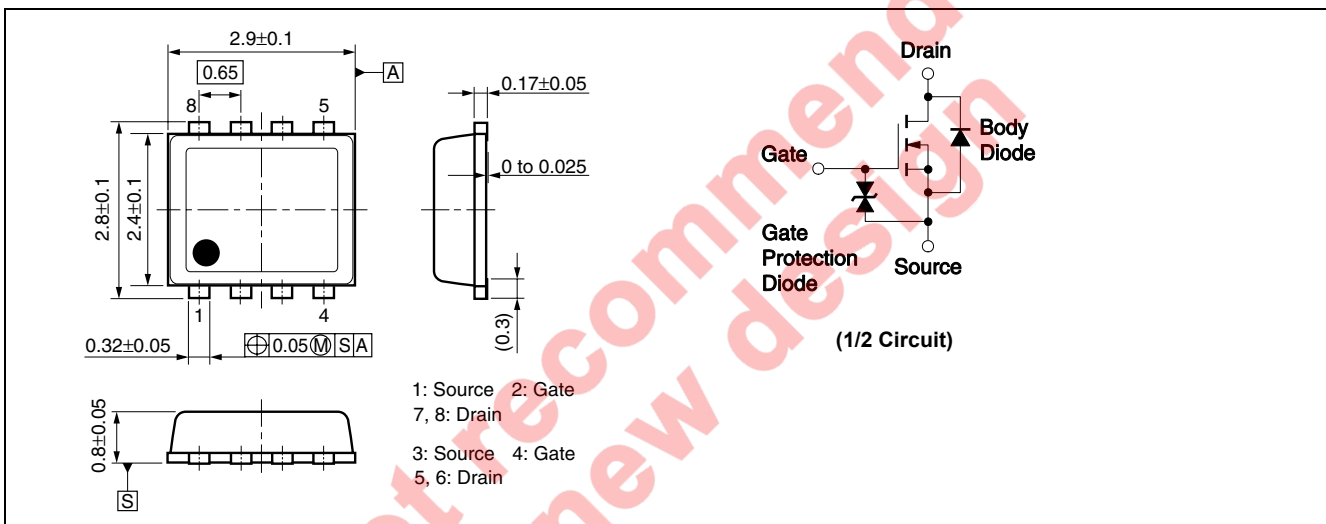 2.9±0.1
0.65
A
8
5
2.8±0.1
2.4±0.1
1
4
0.32±0.05
0.05 Ⓜ S A
0.17±0.05
0 to 0.025
(0.3)
0.8±0.05
S
1: Source 2: Gate
7, 8: Drain
3: Source 4: Gate
5, 6: Drain
Drain
Body
Diode
Gate
Gate
Protection
Diode
Source
(1/2 Circuit)
recommend
new design